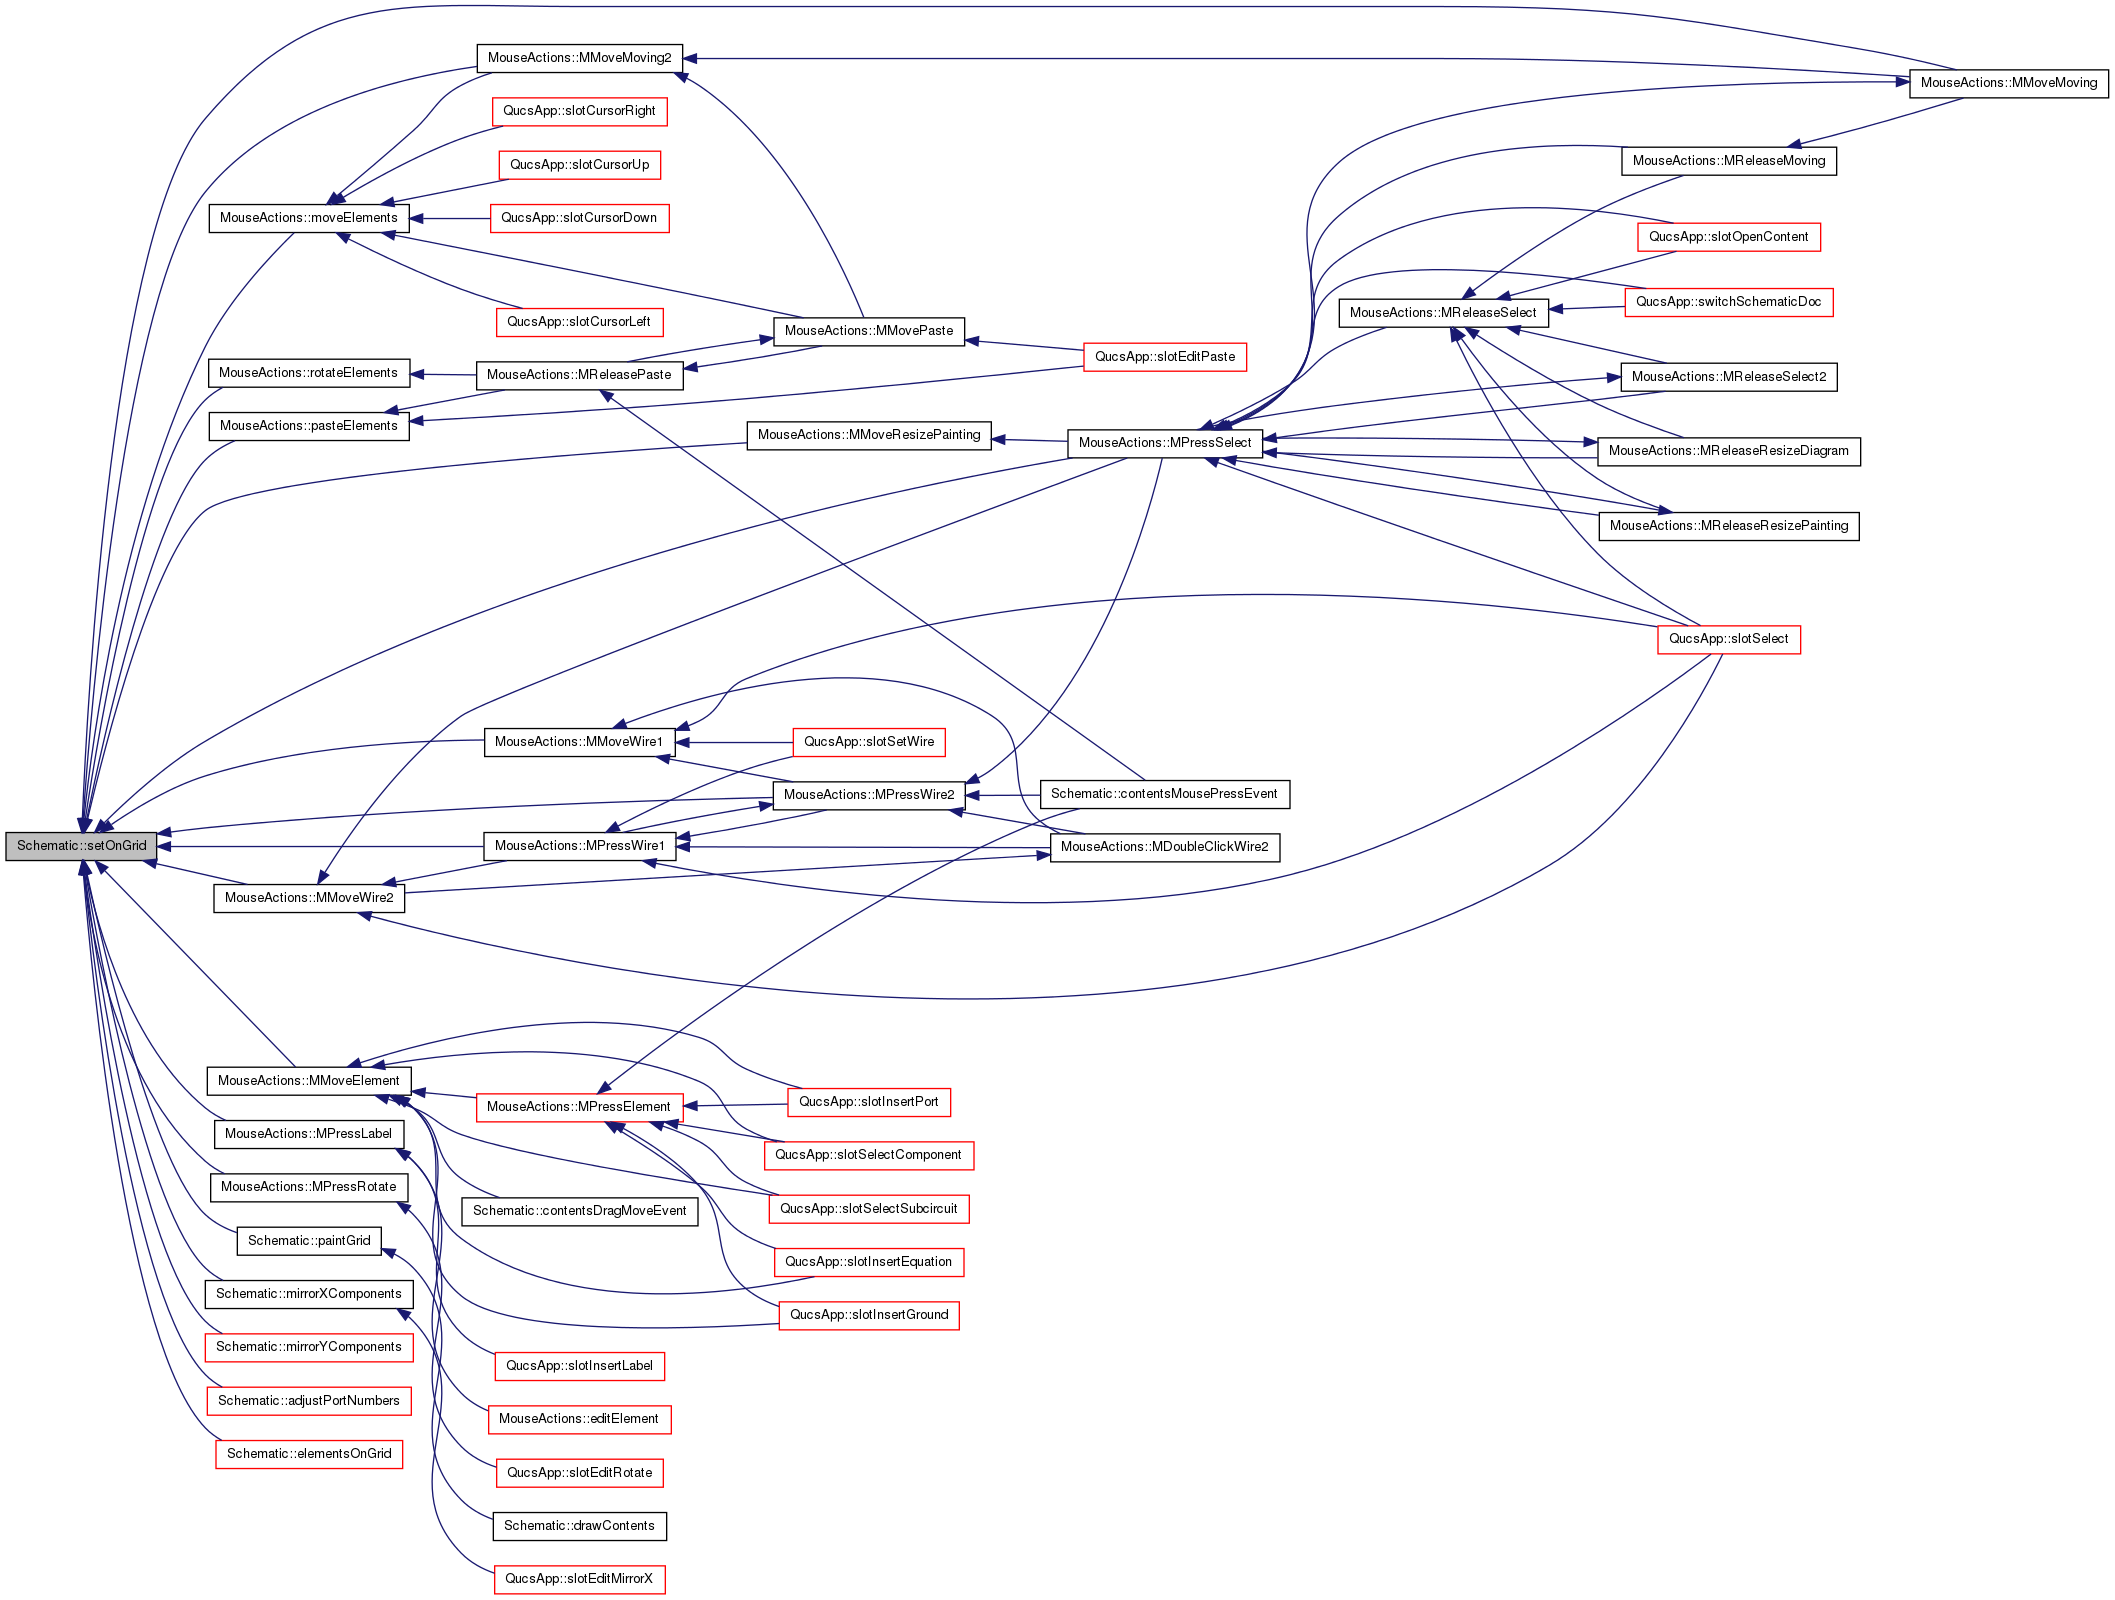 MouseActions::MMoveMoving2
MouseActions::MMoveMoving
QucsApp::slotCursorRight
QucsApp::slotCursorUp
MouseActions::MReleaseMoving
MouseActions::moveElements
QucsApp::slotCursorDown
QucsApp::slotOpenContent
QucsApp::switchSchematicDoc
MouseActions::MReleaseSelect
QucsApp::slotCursorLeft
MouseActions::MMovePaste
QucsApp::slotEditPaste
MouseActions::rotateElements
MouseActions::MReleasePaste
MouseActions::MReleaseSelect2
MouseActions::pasteElements
MouseActions::MMoveResizePainting
MouseActions::MPressSelect
MouseActions::MReleaseResizeDiagram
MouseActions::MReleaseResizePainting
QucsApp::slotSelect
MouseActions::MMoveWire1
QucsApp::slotSetWire
MouseActions::MPressWire2
Schematic::contentsMousePressEvent
Schematic::setOnGrid
MouseActions::MPressWire1
MouseActions::MDoubleClickWire2
MouseActions::MMoveWire2
MouseActions::MMoveElement
MouseActions::MPressElement
QucsApp::slotInsertPort
MouseActions::MPressLabel
QucsApp::slotSelectComponent
MouseActions::MPressRotate
Schematic::contentsDragMoveEvent
QucsApp::slotSelectSubcircuit
Schematic::paintGrid
QucsApp::slotInsertEquation
Schematic::mirrorXComponents
QucsApp::slotInsertGround
Schematic::mirrorYComponents
QucsApp::slotInsertLabel
Schematic::adjustPortNumbers
MouseActions::editElement
Schematic::elementsOnGrid
QucsApp::slotEditRotate
Schematic::drawContents
QucsApp::slotEditMirrorX